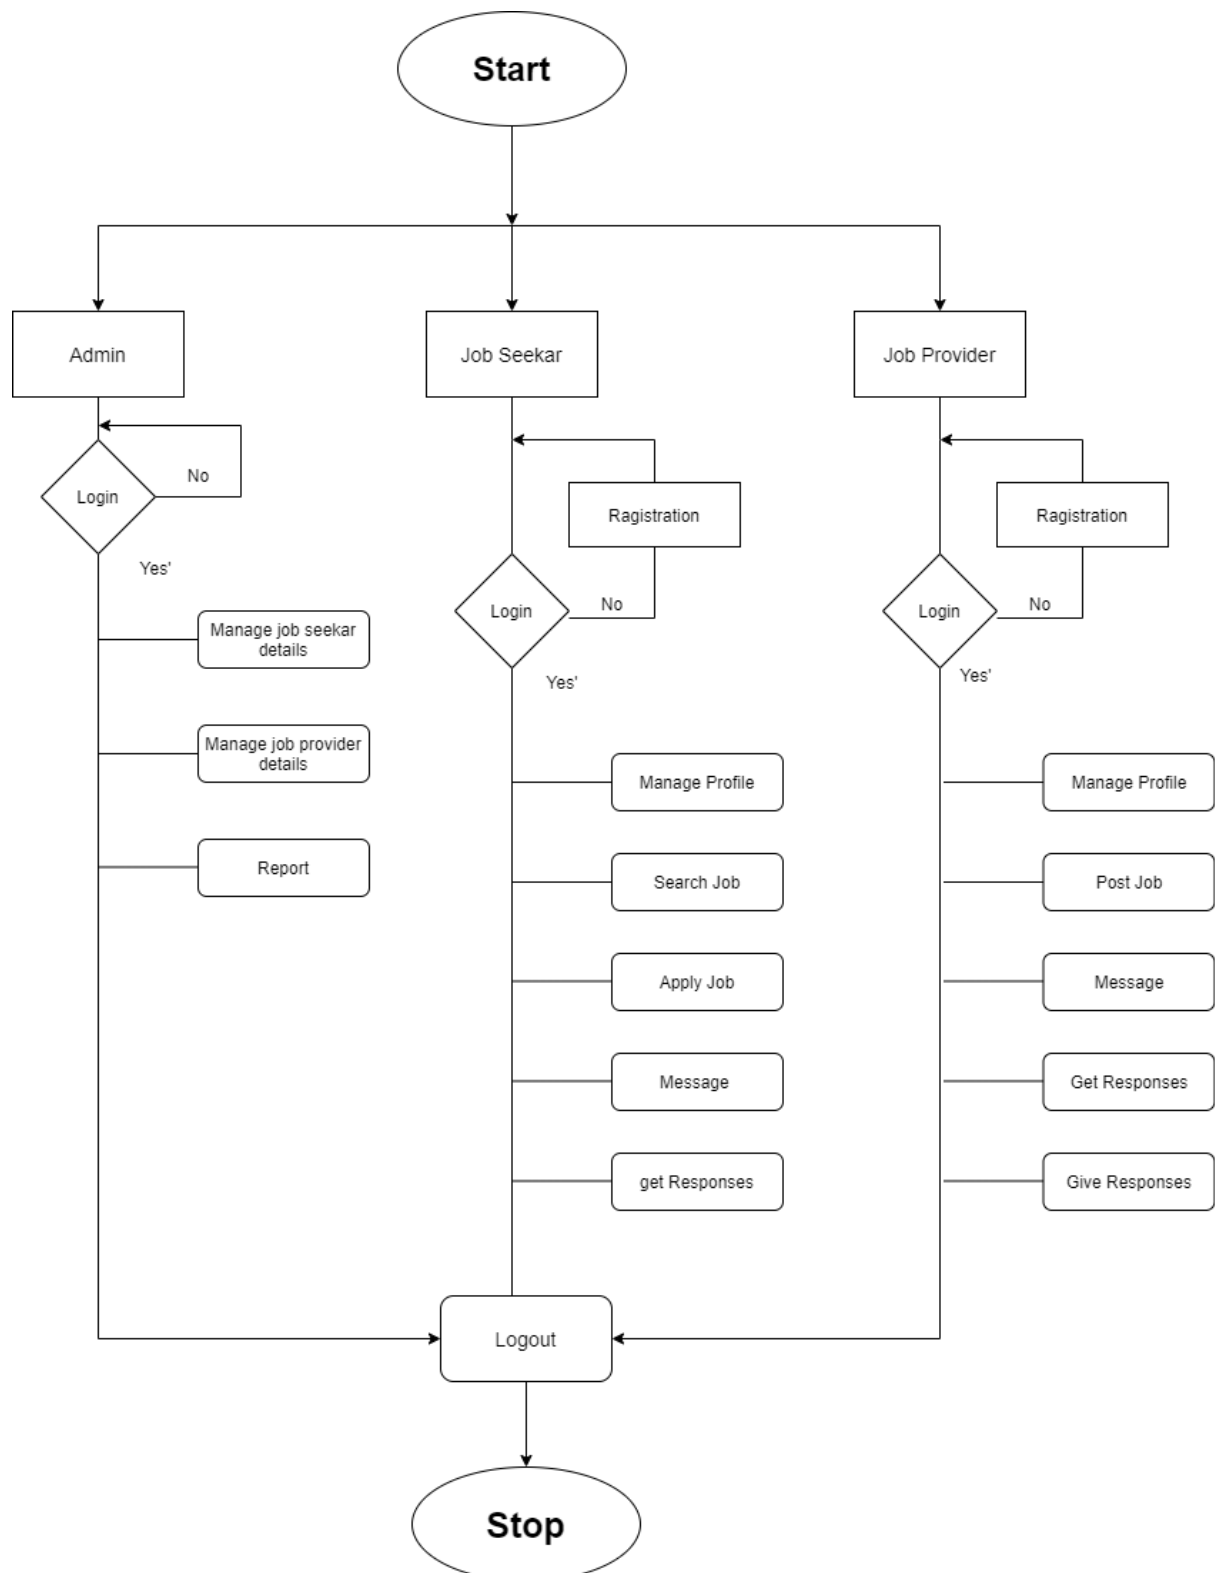 Start
Admin
Job Seekar
Job Provider
No
Login
Yes'
Ragistration
Ragistration
Login
No
Yes'
Login
No
Yes'
Manage job seekar
details
Manage job provider
details
Report
Manage Profile
Manage Profile
Search Job
Post Job
Apply Job
Message
Message
Get Responses
get Responses
Give Responses
Logout
Stop